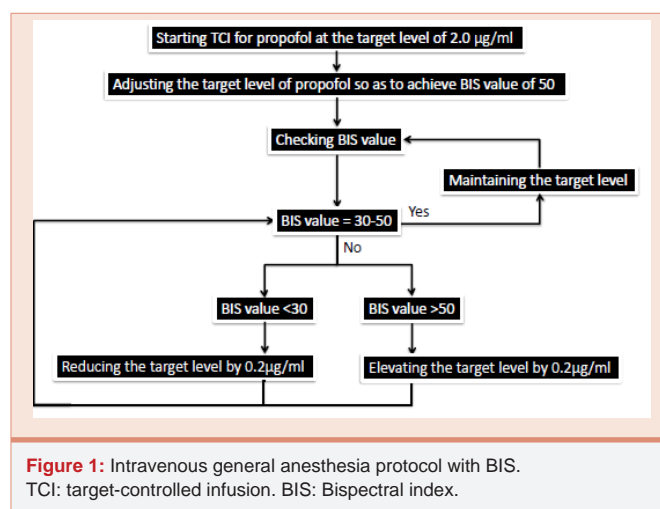 Starting TCI for propofol at the target level of 2.0 μg/ml
Adjusting the target level of propofol so as to achieve BIS value of 50
Checking BIS value
Maintaining the target level
BIS value = 30-50
Yes
No
BIS value <30
BIS value >50
Reducing the target level by 0.2μg/ml
Elevating the target level by 0.2μg/ml
Figure 1: Intravenous general anesthesia protocol with BIS.
TCI: target-controlled infusion. BIS: Bispectral index.